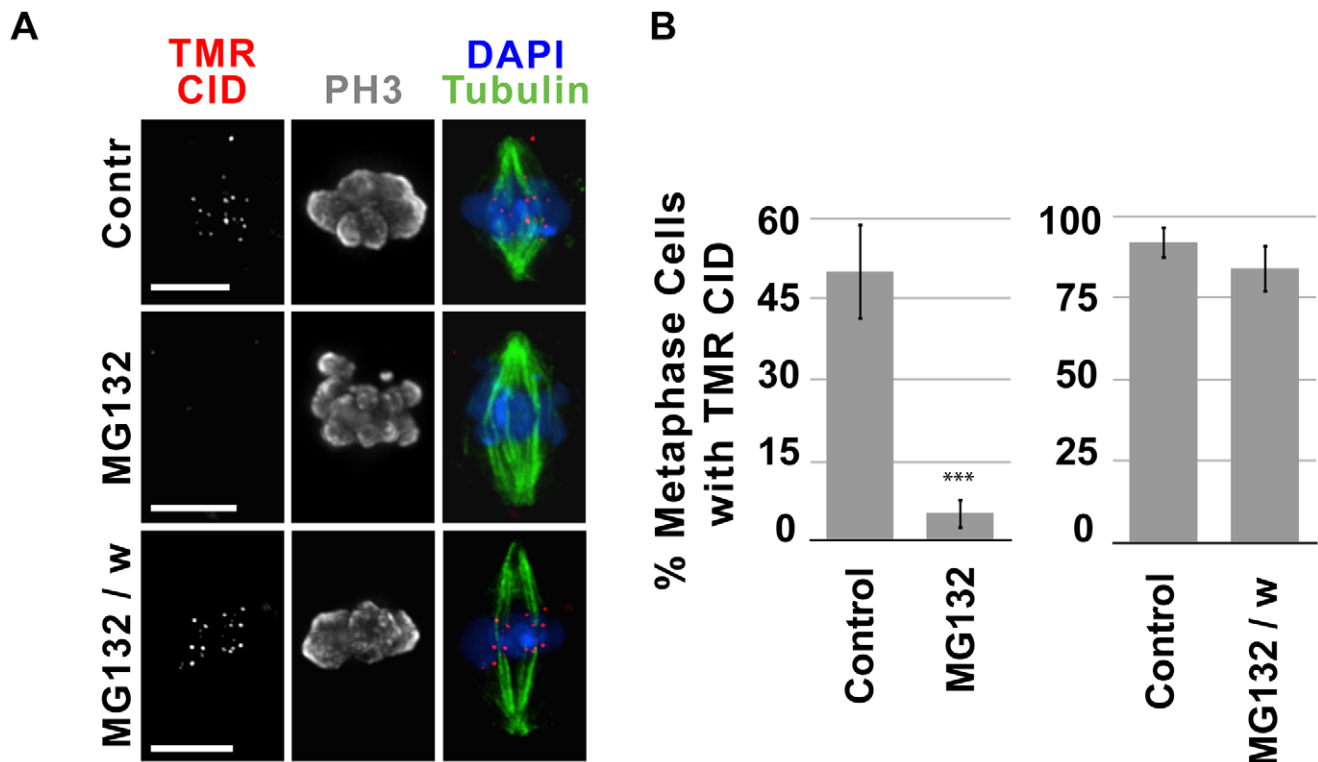 A
TMR
CID
PH3
DAPI
Tubulin
Contr
MG132
MG132 / w
B
% Metaphase Cells
with TMR CID
60
45
30
15
0
***
Control
MG132
100
75
50
25
0
Control
MG132 / w